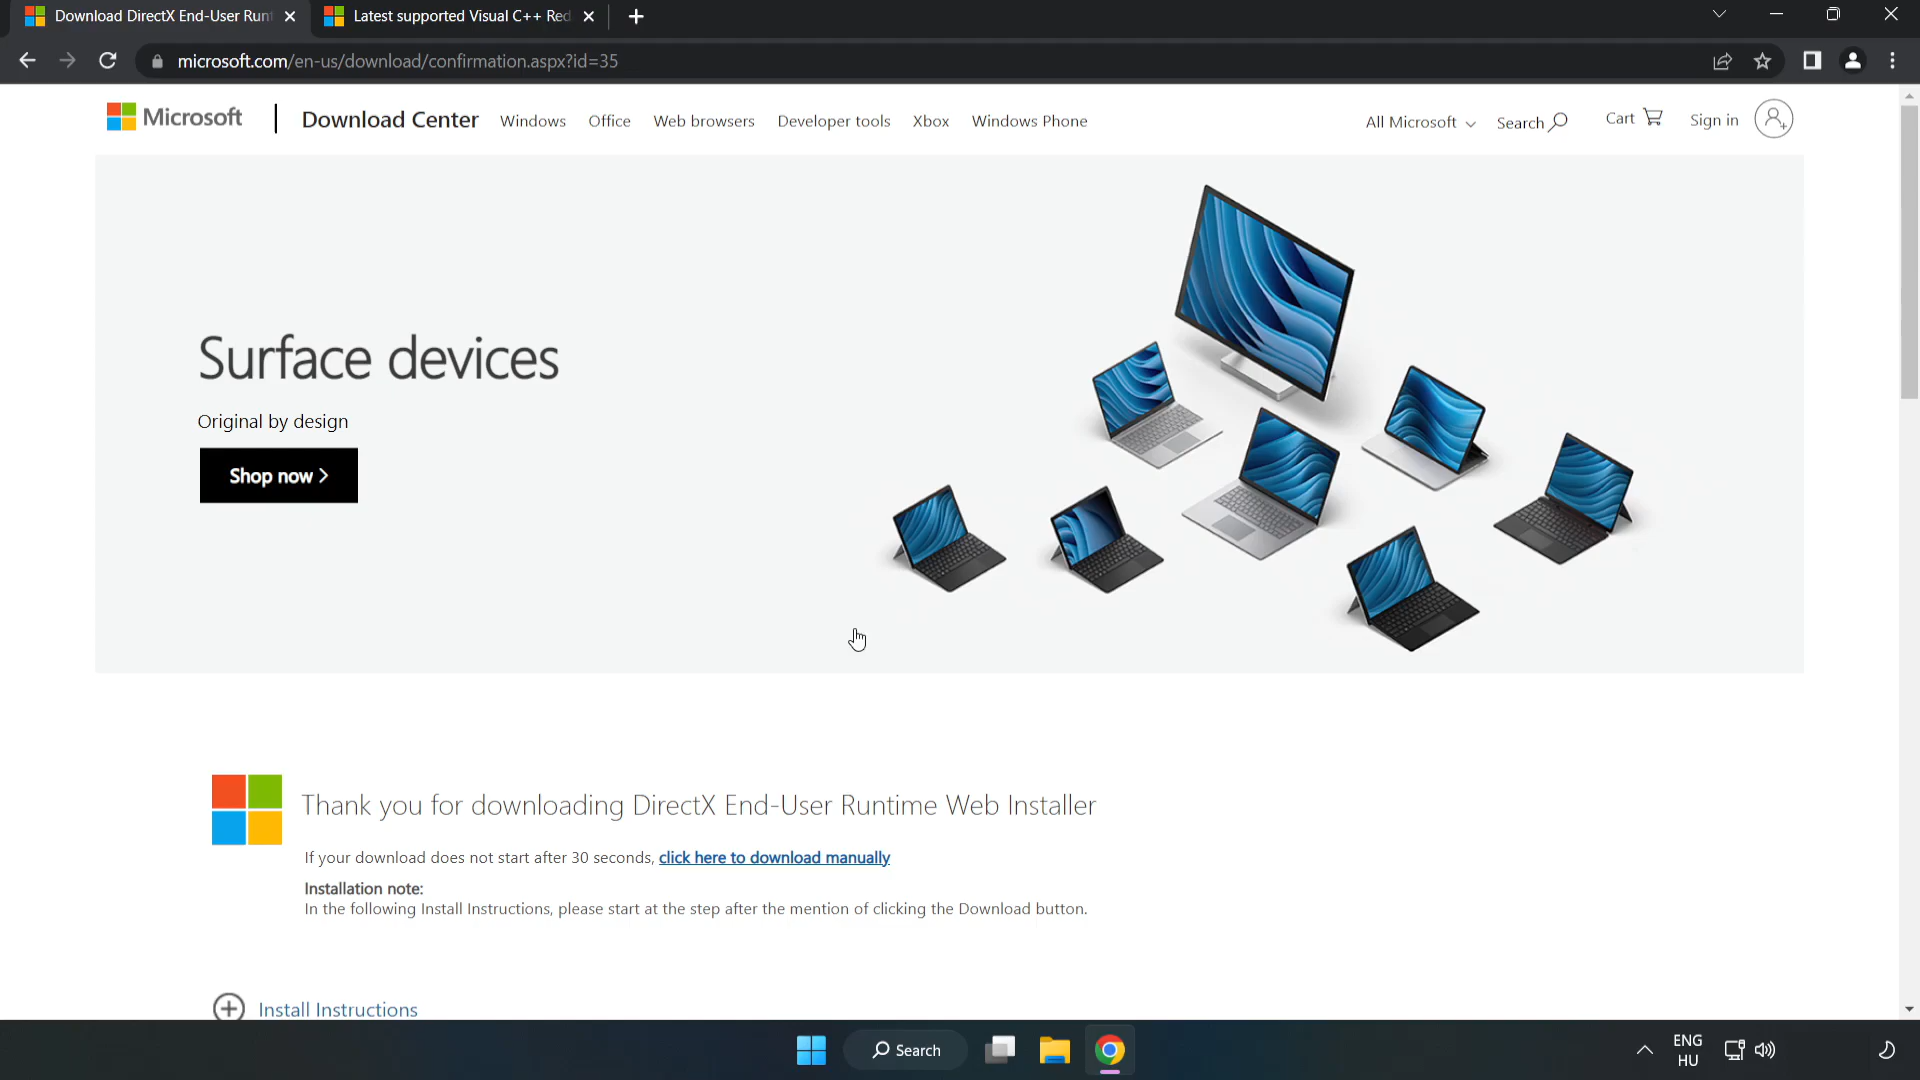 Download DirectX End-User Runt
Latest supported Visual C++ Red
microsoft.com/en-us/download/confirmation.aspx?id=35
Microsoft
Download Center
Windows
Office
Web browsers
Developer tools
Xbox
Windows Phone
All Microsoft
Search
Cart
Sign in
Surface devices
Original by design
Shop now >
Thank you for downloading DirectX End-User Runtime Web Installer
If your download does not start after 30 seconds, click here to download manually
Installation note:
In the following Install Instructions, please start at the step after the mention of clicking the Download button.
Install Instructions
Search
ENG
HU